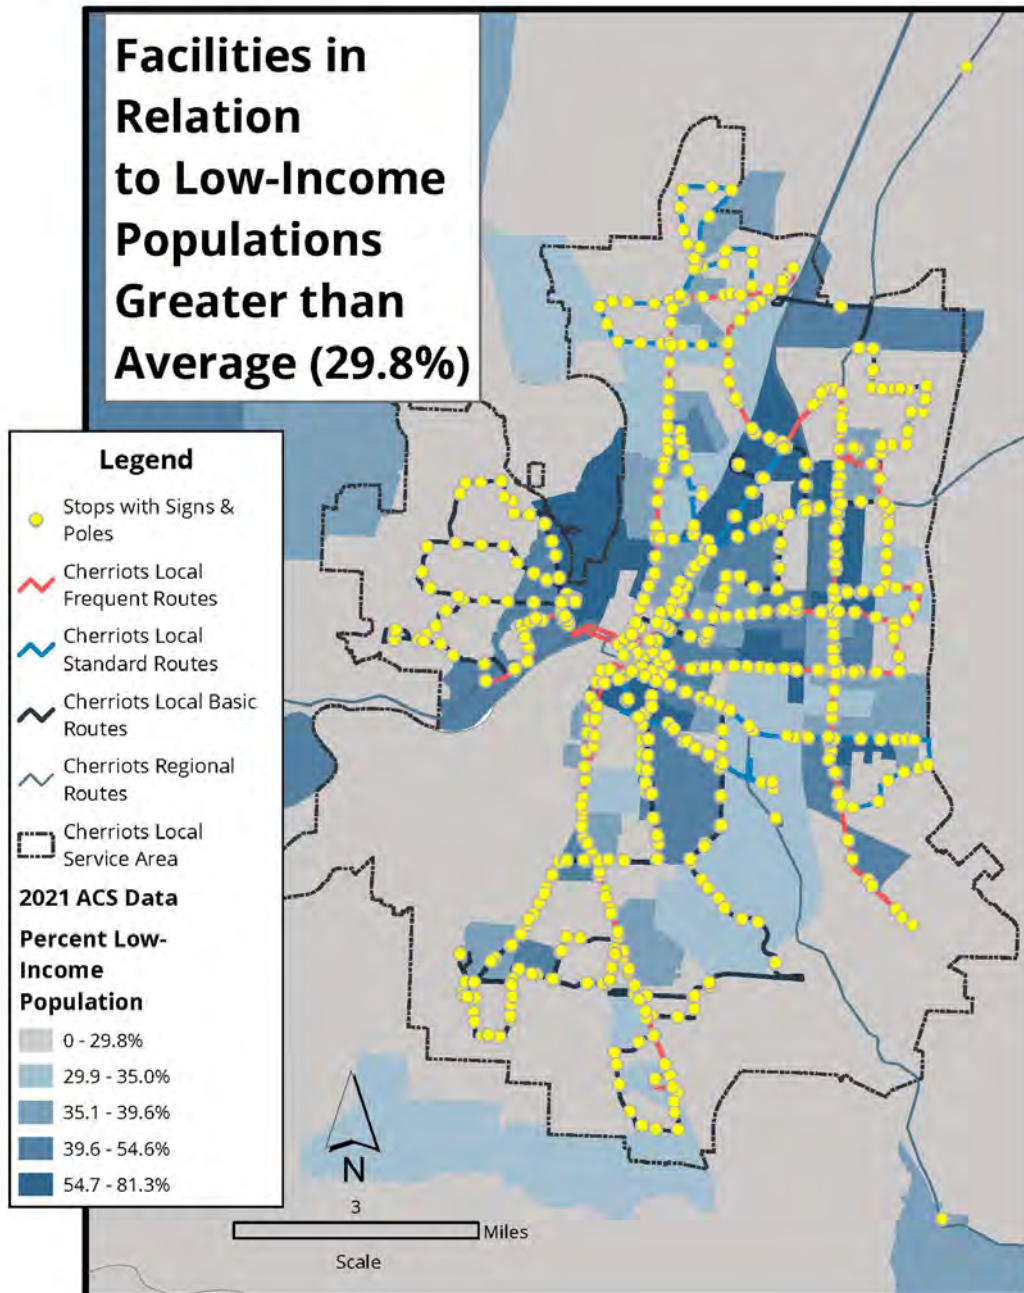 Facilities in
Relation
to Low-Income
Populations
Greater than
Average (29.8%)
Legend
Stops with Signs &
Poles
Cherriots Local
Frequent Routes
Cherriots Local
Standard Routes
Cherriots Local Basic
Routes
Cherriots Regional
Routes
Cherriots Local
Service Area
2021 ACS Data
Percent Low-
Income
Population
0 - 29.8%
29.9 - 35.0%
35.1 - 39.6%
39.6 - 54.6%
54.7 - 81.3%
N
3
Miles
Scale